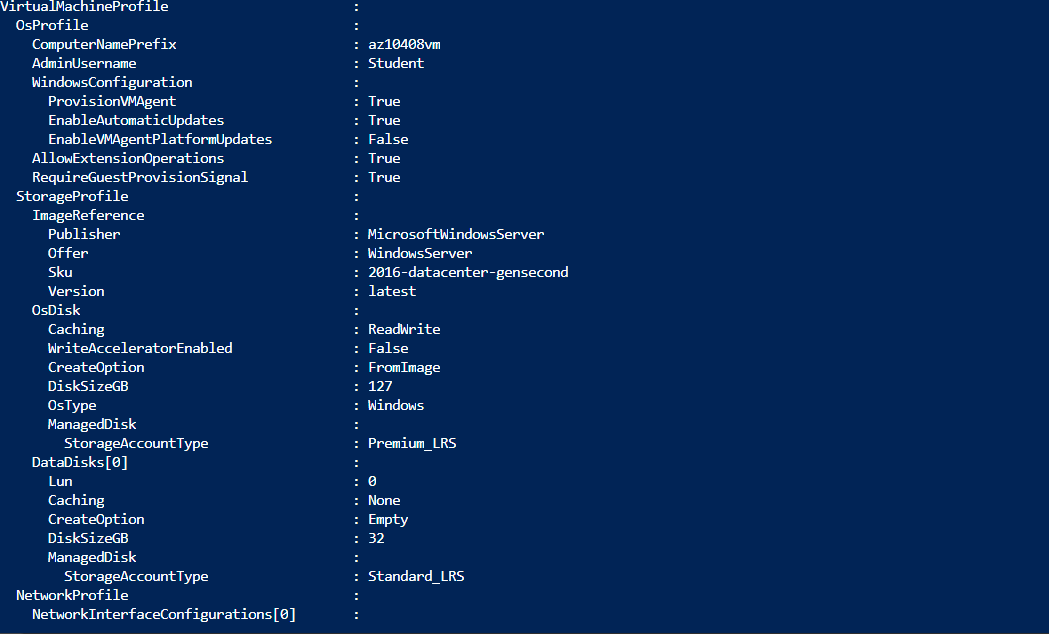 VirtualMachineProfile :
OsProfile :
ComputerNamePrefix : az10408vm
AdminUsername : Student
WindowsConfiguration :
ProvisionVMAgent : True
EnableAutomaticUpdates : True
EnableVMAgentPlatformUpdates : False
AllowExtensionOperations : True
RequireGuestProvisionSignal : True
StorageProfile :
ImageReference :
Publisher : MicrosoftWindowsServer
Offer : WindowsServer
Sku : 2016-datacenter-gensecond
Version : latest
OsDisk :
Caching : ReadWrite
WriteAcceleratorEnabled : False
CreateOption : FromImage
DiskSizeGB : 127
OsType : Windows
ManagedDisk :
StorageAccountType : Premium_LRS
DataDisks[0] :
Lun : 0
Caching : None
CreateOption : Empty
DiskSizeGB : 32
ManagedDisk :
StorageAccountType : Standard_LRS
NetworkProfile :
NetworkInterfaceConfigurations[0] :